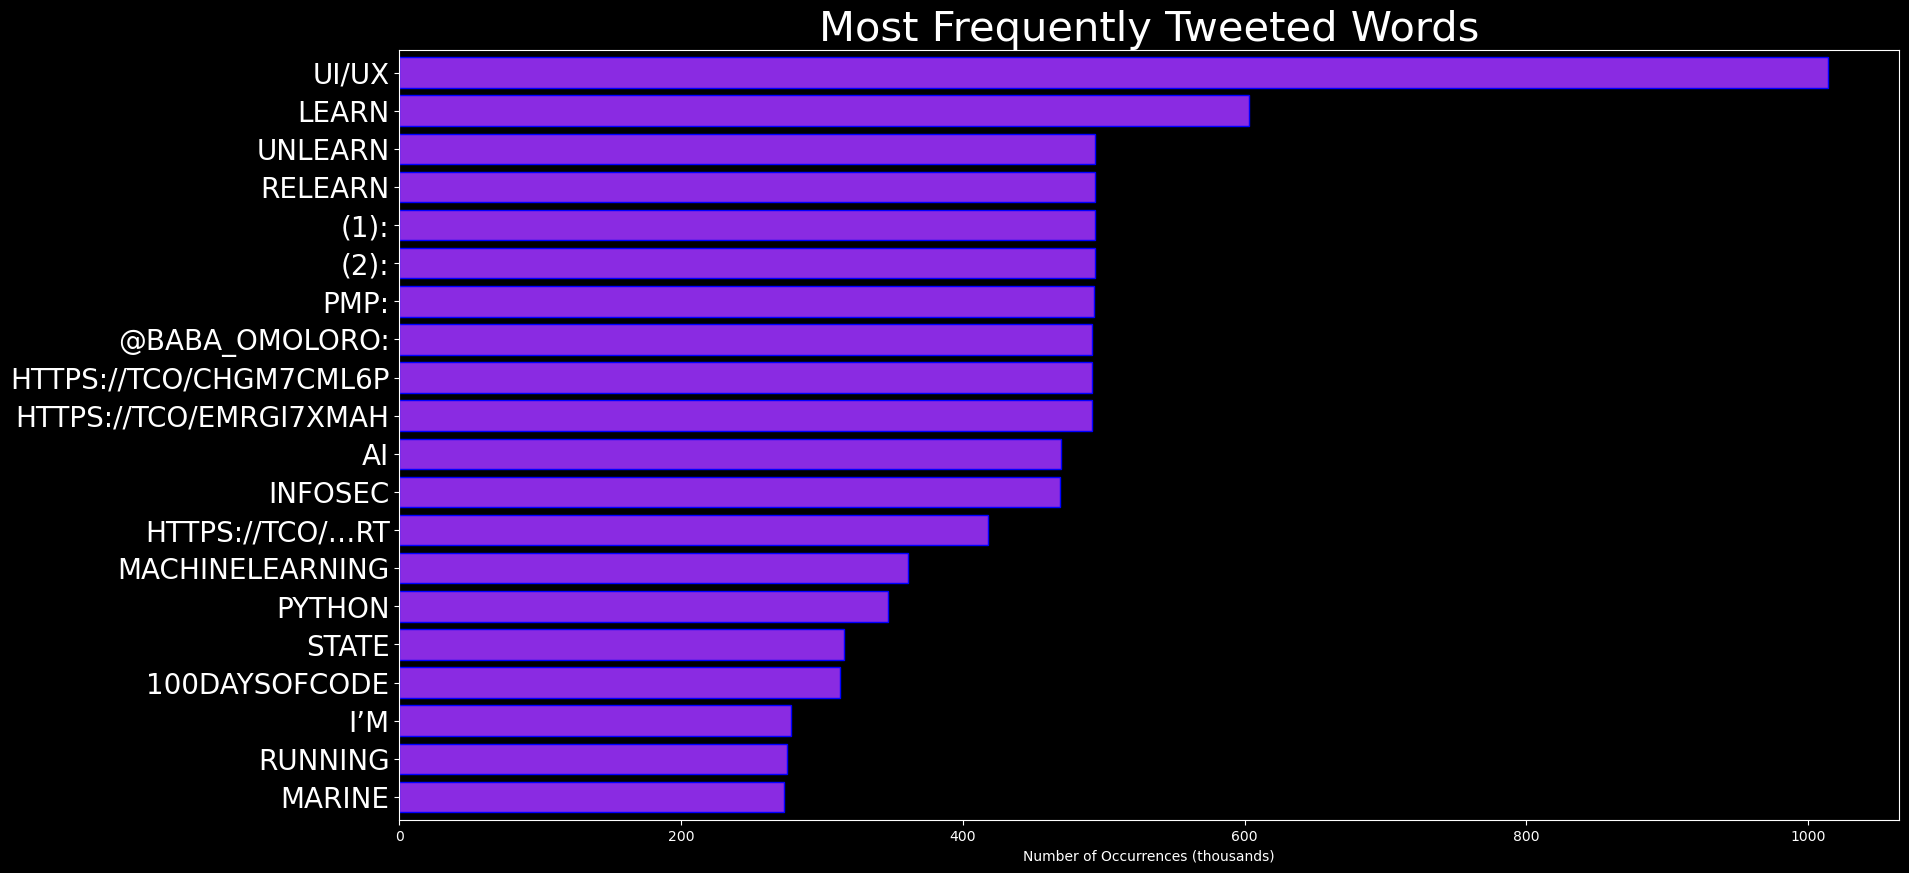 Most Frequently Tweeted Words
UI/UX
LEARN
UNLEARN
RELEARN
(1):
(2):
PMP:
@BABA_OMOLORO:
HTTPS://TCO/CHGM7CML6P
HTTPS://TCO/EMRGI7XMAH
AI
INFOSEC
HTTPS://TCO/…RT
MACHINELEARNING
PYTHON
STATE
100DAYSOFCODE
I’M
RUNNING
MARINE
0 200 400 600 800 1000
Number of Occurrences (thousands)